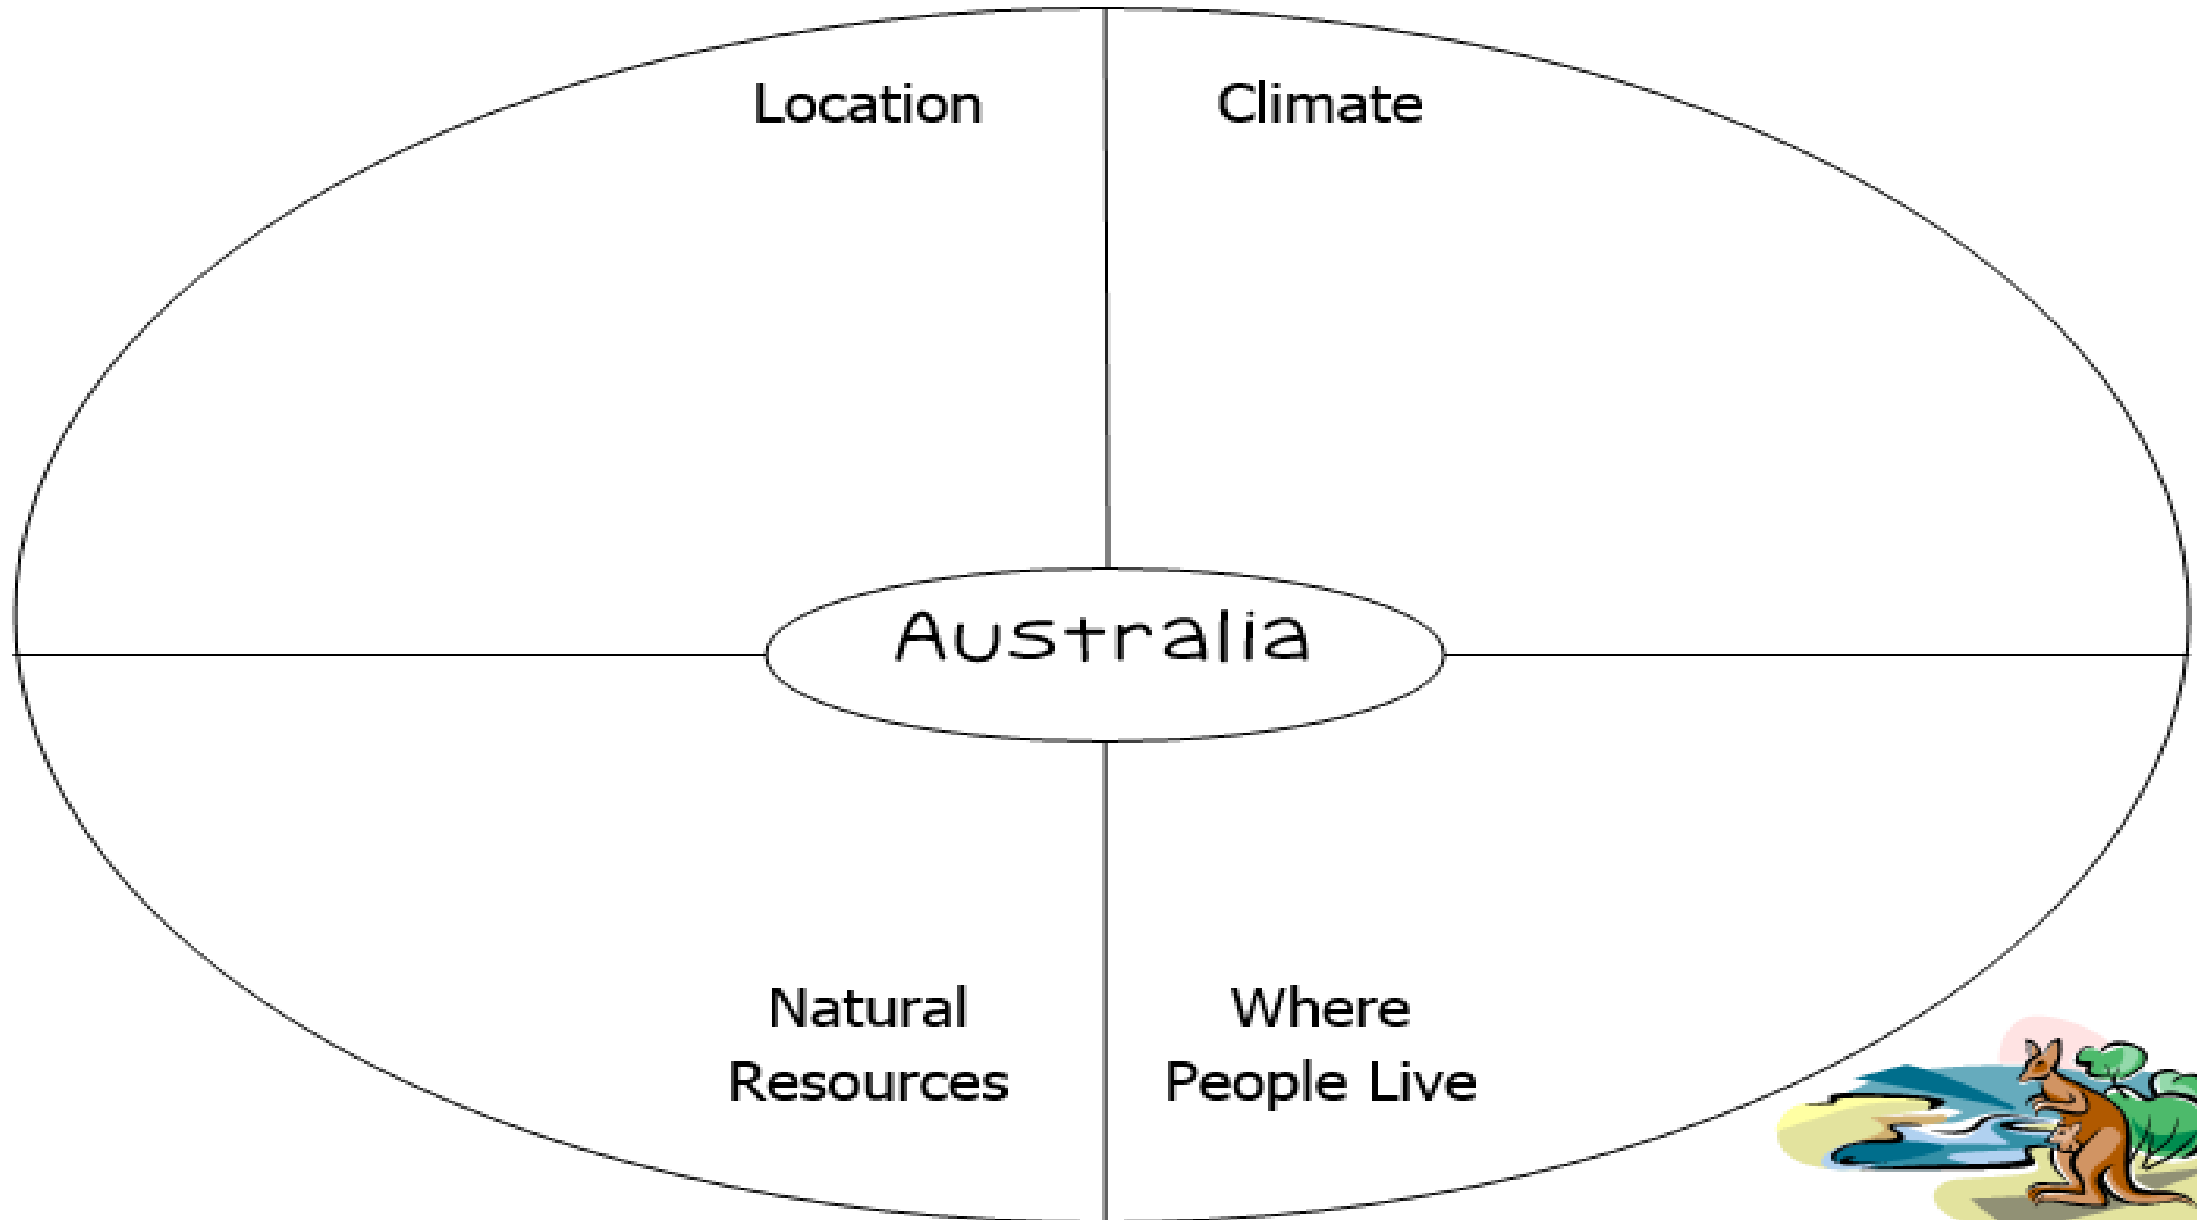 Location
Climate
Australia
Natural
Resources
Where
People Live